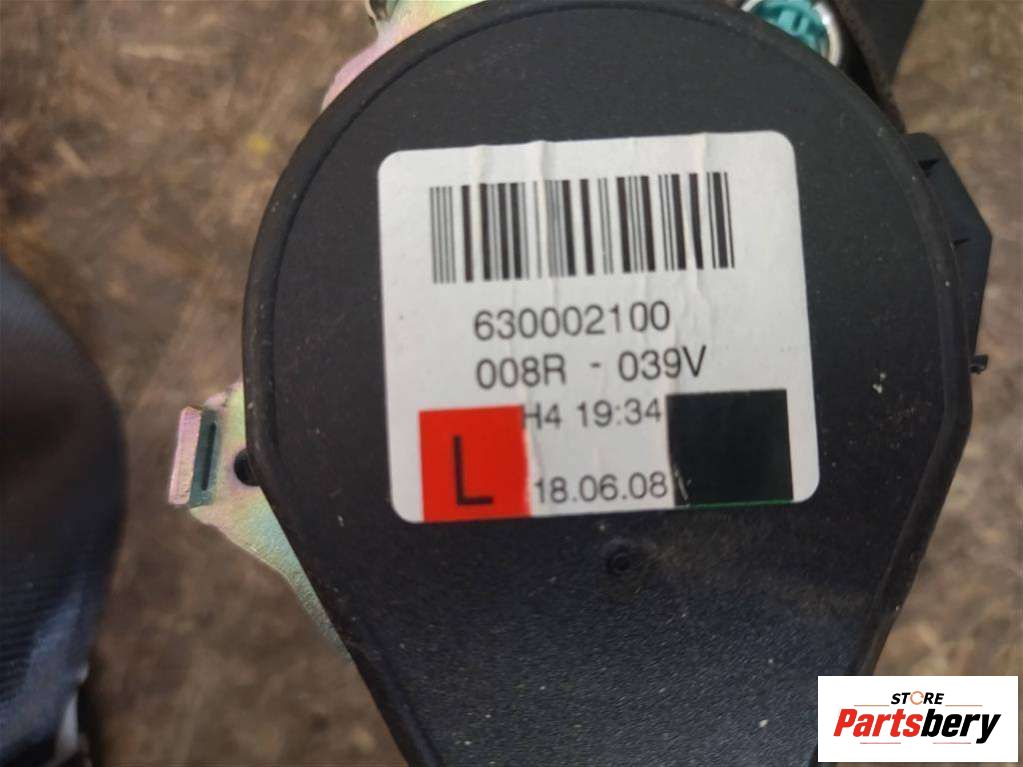 630002100
008R - 039V
H4 19:34
L
18.06.08
STORE
Partsbery